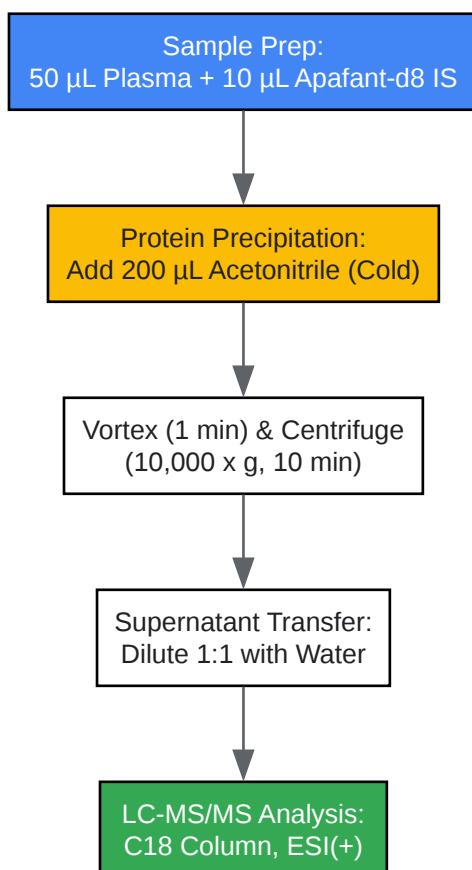 Sample Prep:
50 µL Plasma + 10 µL Apafant-d8 IS
Protein Precipitation:
Add 200 µL Acetonitrile (Cold)
Vortex (1 min) & Centrifuge
(10,000 x g, 10 min)
Supernatant Transfer:
Dilute 1:1 with Water
LC-MS/MS Analysis:
C18 Column, ESI(+)